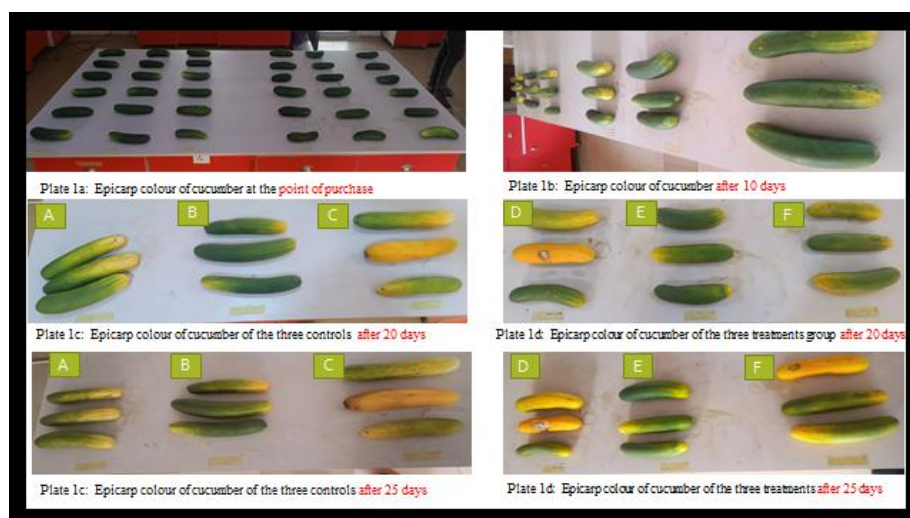 Plate 1a: Epicarp colour of cucumber at the point of purchase
Plate 1b: Epicarp colour of cucumber after 10 days
A B C
D E F
Plate 1c: Epicarp colour of cucumber of the three controls after 20 days
Plate 1d: Epicarp colour of cucumber of the three treatments group after 20 days
A B C
D E F
Plate 1c: Epicarp colour of cucumber of the three controls after 25 days
Plate 1d: Epicarp colour of cucumber of the three treatments after 25 days